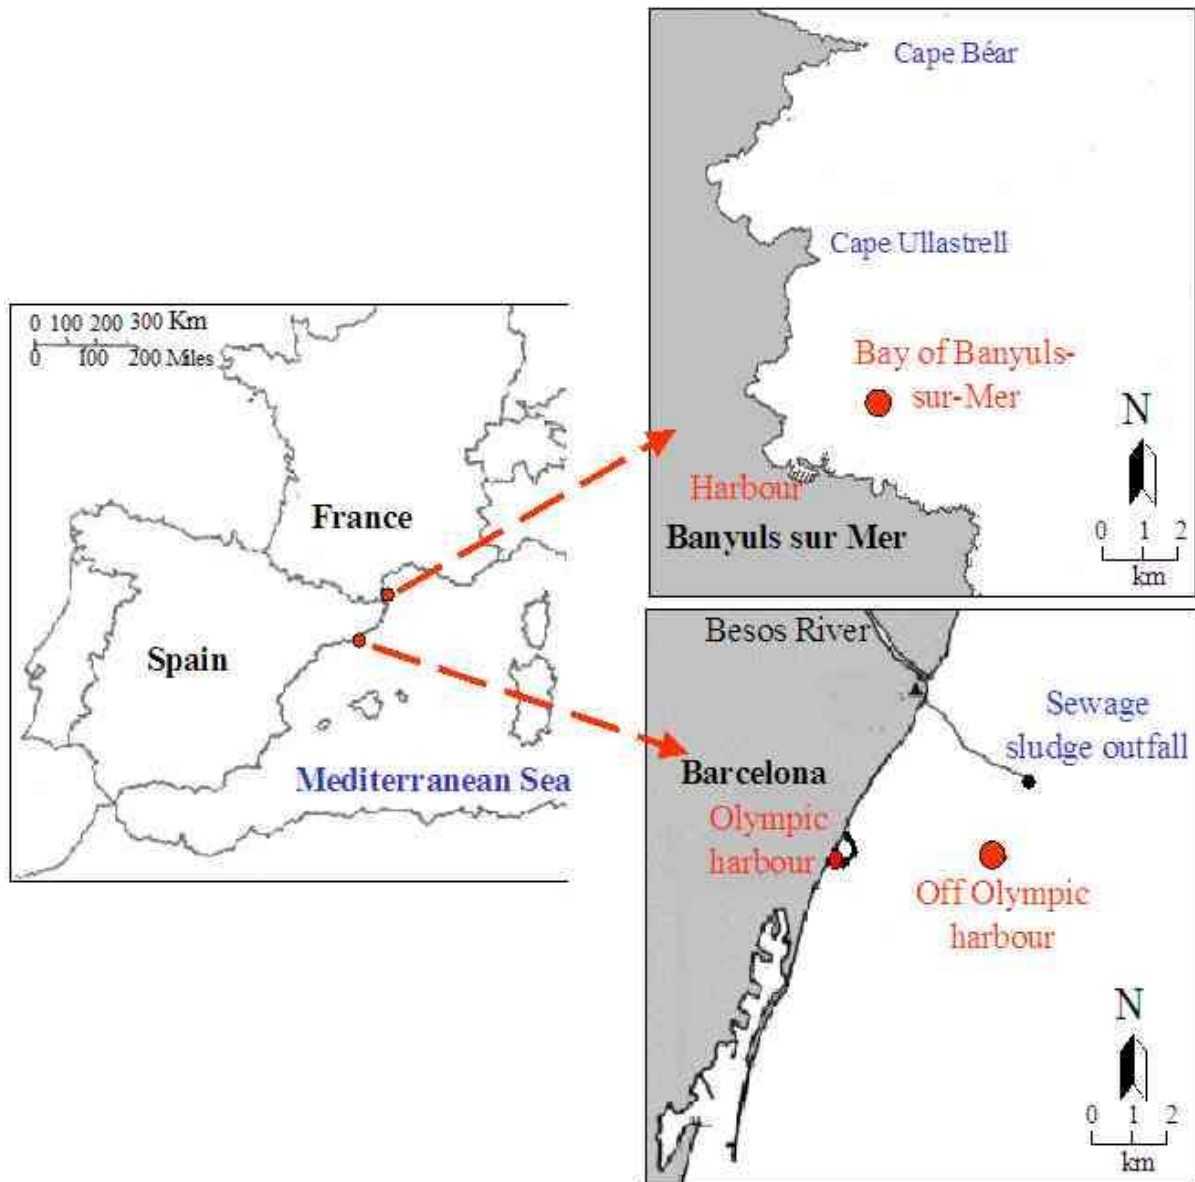 0 100 200 300 Km
0 100 200 Miles
France
Spain
Mediterranean Sea
Cape Béar
Cape Ullastrell
Bay of Banyuls-
sur-Mer
N
Harbour
Banyuls sur Mer
0 1 2
km
Besos River
Sewage
sludge outfall
Barcelona
Olympic
harbour
Off Olympic
harbour
N
0 1 2
km